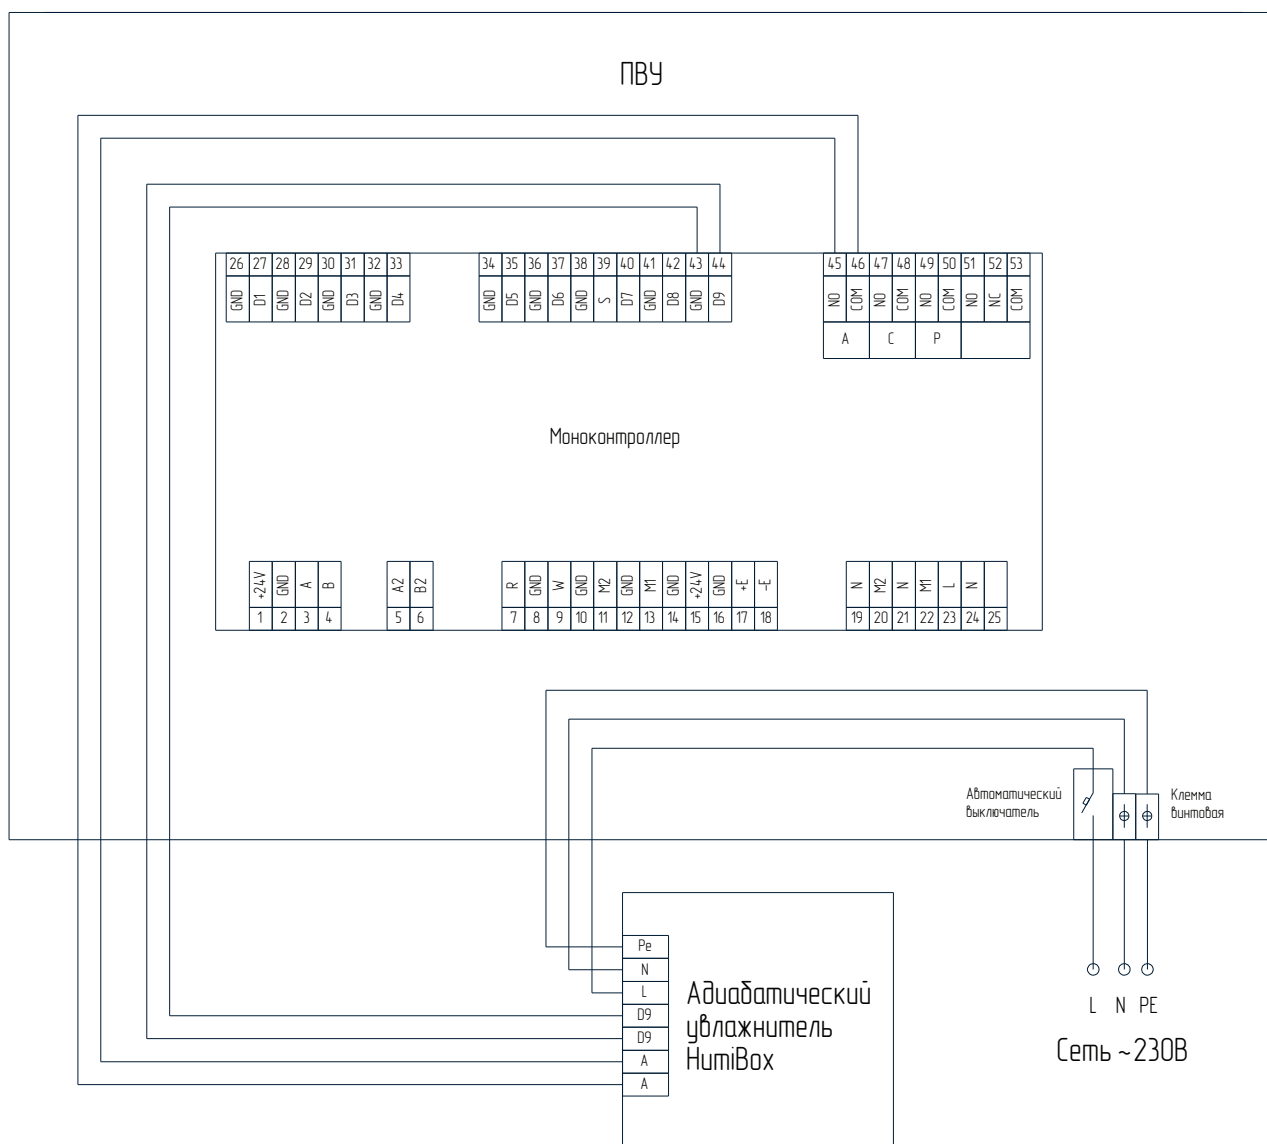 ПВУ
26 27 28 29 30 31 32 33
GND D1 GND D2 GND D3 GND D4
34 35 36 37 38 39 40 41 42 43 44
GND D5 GND D6 GND S D7 GND D8 GND D9
45 46 47 48 49 50 51 52 53
NO COM NO COM NO COM NO NC COM
A C P
Моноконтроллер
+24V GND A B
1 2 3 4
A2 B2
5 6
R GND W GND M2 GND M1 GND +24V GND +E -E
7 8 9 10 11 12 13 14 15 16 17 18
N M2 N M1 L N
19 20 21 22 23 24 25
Автоматический
выключатель
Клемма
винтовая
Pe
N
L
D9
D9
A
A
Адиабатический
увлажнитель
HumiBox
L N PE
Сеть ~230В